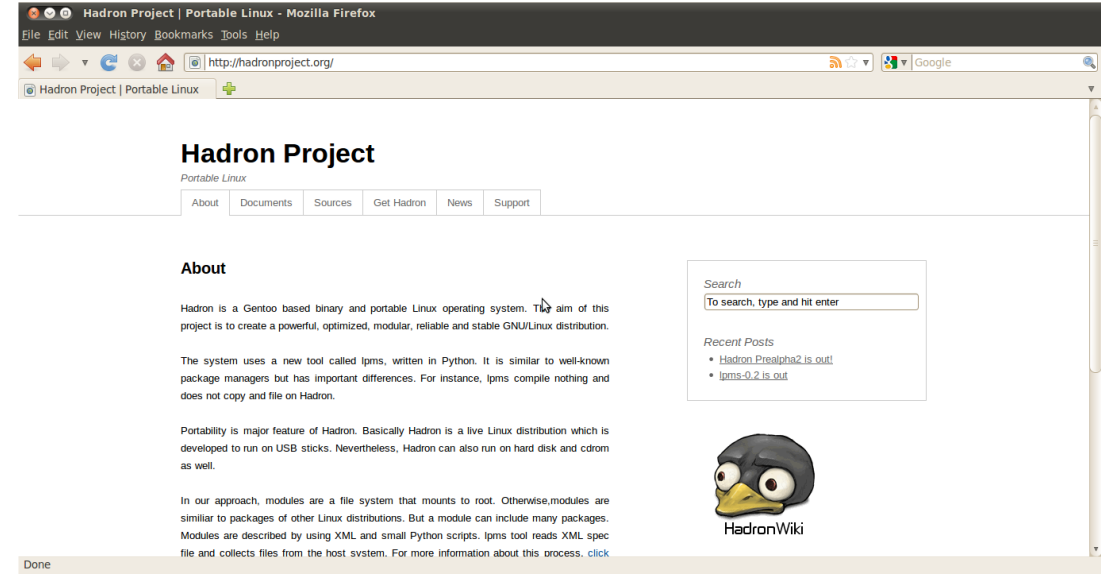 Hadron Project | Portable Linux - Mozilla Firefox
File Edit View History Bookmarks Tools Help
http://hadronproject.org/
Google
Hadron Project | Portable Linux
Hadron Project
Portable Linux
About Documents Sources Get Hadron News Support
About
Hadron is a Gentoo based binary and portable Linux operating system. The aim of this
project is to create a powerful, optimized, modular, reliable and stable GNU/Linux distribution.
The system uses a new tool called lpms, written in Python. It is similar to well-known
package managers but has important differences. For instance, lpms compile nothing and
does not copy and file on Hadron.
Portability is major feature of Hadron. Basically Hadron is a live Linux distribution which is
developed to run on USB sticks. Nevertheless, Hadron can also run on hard disk and cdrom
as well.
In our approach, modules are a file system that mounts to root. Otherwise,modules are
similiar to packages of other Linux distributions. But a module can include many packages.
Modules are described by using XML and small Python scripts. lpms tool reads XML spec
file and collects files from the host system. For more information about this process, click
Search
To search, type and hit enter
Recent Posts
Hadron Prealpha2 is out!
lpms-0.2 is out
HadronWiki
Done